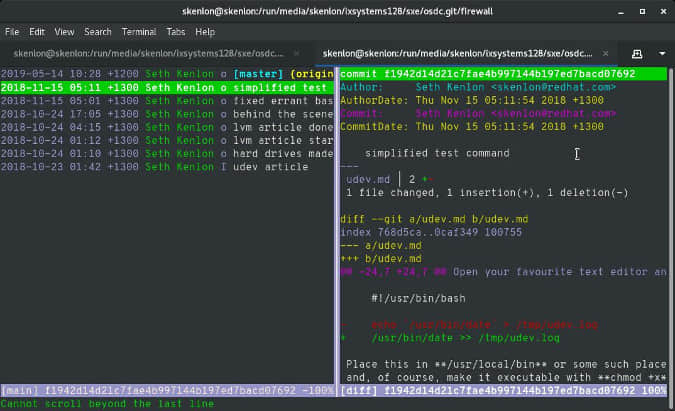 skenlon@skenlon:/run/media/skenlon/ixsystems128/sxe/osdc.git/firewall
File Edit View Search Terminal Tabs Help
skenlon@skenlon:/run/media/skenlon/ixsystems128/sxe/osdc.…
skenlon@skenlon:/run/media/skenlon/ixsystems128/sxe/osdc.…
2019-05-14 10:28 +1200 Seth Kenlon o [master] {origin
2018-11-15 05:11 +1300 Seth Kenlon o simplified test
2018-11-15 05:01 +1300 Seth Kenlon o fixed errant bas
2018-10-24 17:05 +1300 Seth Kenlon o behind the scene
2018-10-24 04:15 +1300 Seth Kenlon o lvm article done
2018-10-24 01:12 +1300 Seth Kenlon o lvm article star
2018-10-24 01:10 +1300 Seth Kenlon o hard drives made
2018-10-23 01:42 +1300 Seth Kenlon I udev article
[main] f1942d14d21c7fae4b997144b197ed7bacd07692 -100%
Cannot scroll beyond the last line
commit f1942d14d21c7fae4b997144b197ed7bacd07692
Author: Seth Kenlon <skenlon@redhat.com>
AuthorDate: Thu Nov 15 05:11:54 2018 +1300
Commit: Seth Kenlon <skenlon@redhat.com>
CommitDate: Thu Nov 15 05:11:54 2018 +1300
simplified test command
---
udev.md | 2 +
1 file changed, 1 insertion(+), 1 deletion(-)
diff --git a/udev.md b/udev.md
index 768d5ca..0caf349 100755
--- a/udev.md
+++ b/udev.md
@@ -24,7 +24,7 @@ Open your favourite text editor an
#!/usr/bin/bash
- echo `/usr/bin/date` > /tmp/udev.log
+ /usr/bin/date >> /tmp/udev.log
Place this in **/usr/local/bin** or some such place
and, of course, make it executable with **chmod +x**
[diff] f1942d14d21c7fae4b997144b197ed7bacd07692 100%